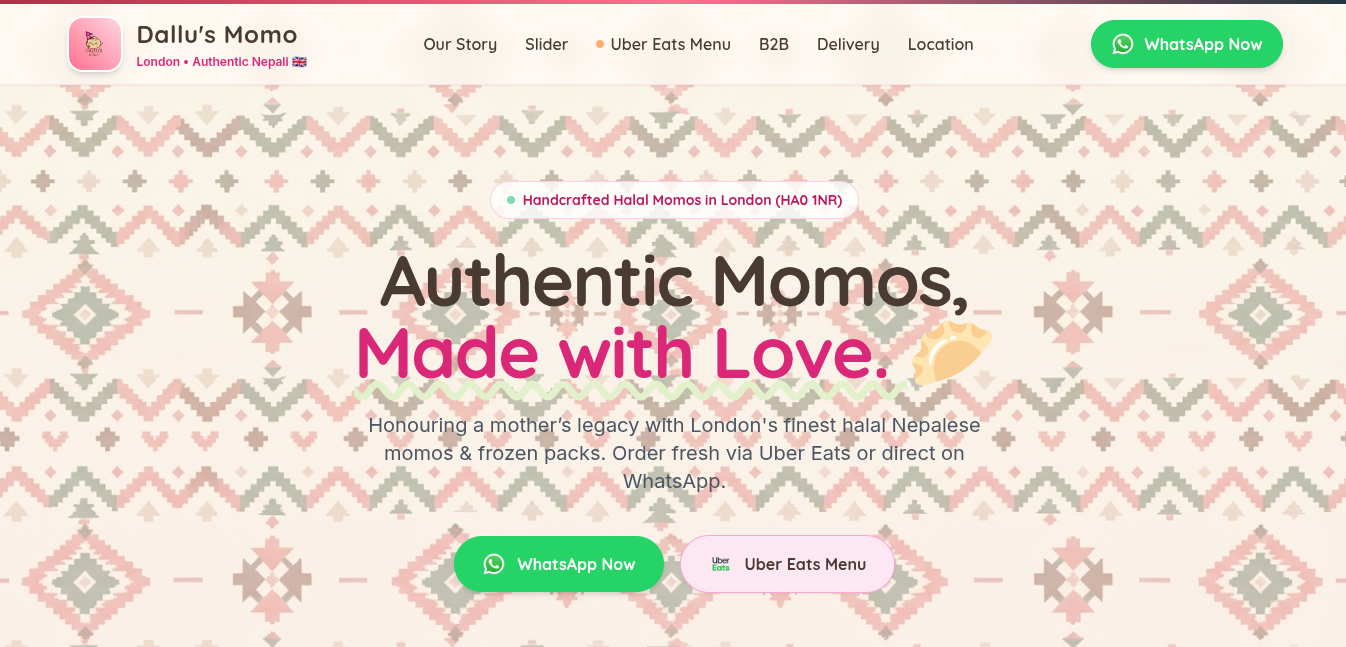 Dallu's Momo
London • Authentic Nepali 🇬🇧
Our Story
Slider
Uber Eats Menu
B2B
Delivery
Location
WhatsApp Now
Handcrafted Halal Momos in London (HA0 1NR)
Authentic Momos,
Made with Love. 🥟
Honouring a mother’s legacy with London's finest halal Nepalese
momos & frozen packs. Order fresh via Uber Eats or direct on
WhatsApp.
WhatsApp Now
Uber
Eats
Uber Eats Menu